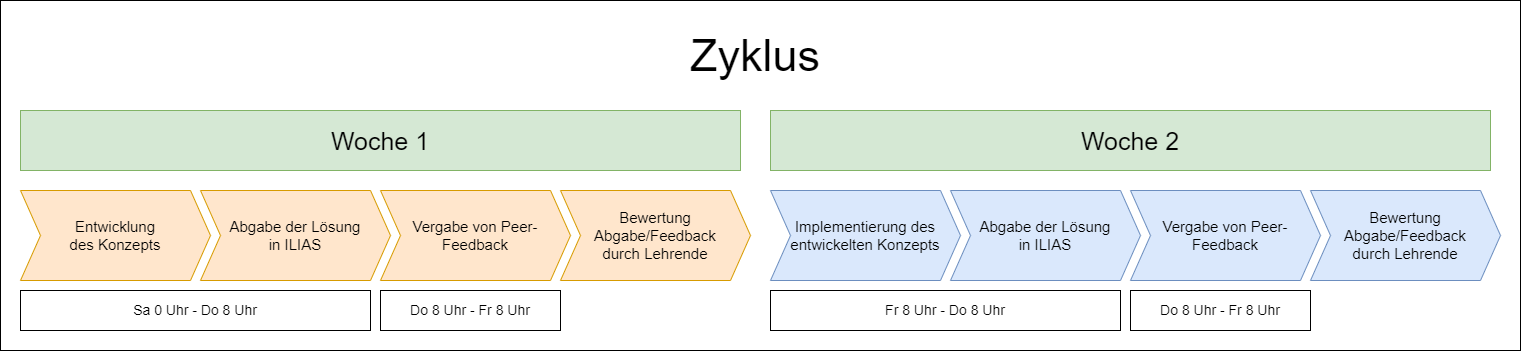 Zyklus
Woche 1
Woche 2
Entwicklung
des Konzepts
Abgabe der Lösung
in ILIAS
Vergabe von Peer-
Feedback
Bewertung
Abgabe/Feedback
durch Lehrende
Implementierung des
entwickelten Konzepts
Abgabe der Lösung
in ILIAS
Vergabe von Peer-
Feedback
Bewertung
Abgabe/Feedback
durch Lehrende
Sa 0 Uhr - Do 8 Uhr
Do 8 Uhr - Fr 8 Uhr
Fr 8 Uhr - Do 8 Uhr
Do 8 Uhr - Fr 8 Uhr